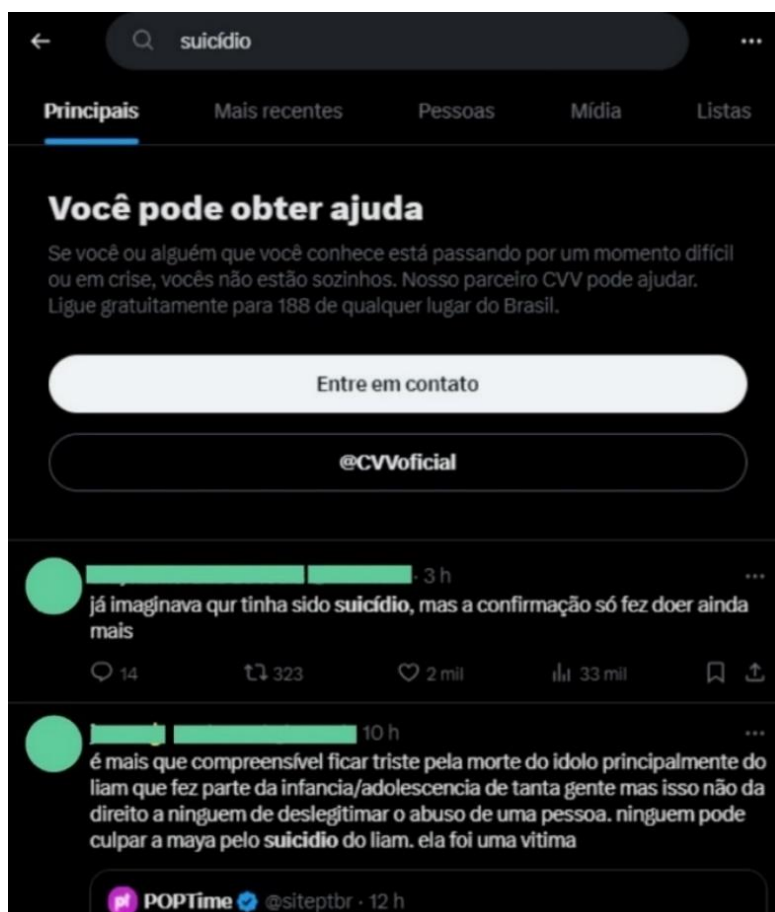 suicídio
Principais Mais recentes Pessoas Mídia Listas
Você pode obter ajuda
Se você ou alguém que você conhece está passando por um momento difícil
ou em crise, vocês não estão sozinhos. Nosso parceiro CVV pode ajudar.
Ligue gratuitamente para 188 de qualquer lugar do Brasil.
Entre em contato
@CVVoficial
· 3 h
já imaginava qur tinha sido suicídio, mas a confirmação só fez doer ainda
mais
14 323 2 mil 33 mil
10 h
é mais que compreensível ficar triste pela morte do idolo principalmente do
liam que fez parte da infancia/adolescencia de tanta gente mas isso não da
direito a ninguem de deslegitimar o abuso de uma pessoa. ninguem pode
culpar a maya pelo suicidio do liam. ela foi uma vitima
pt POPTime @siteptbr · 12 h